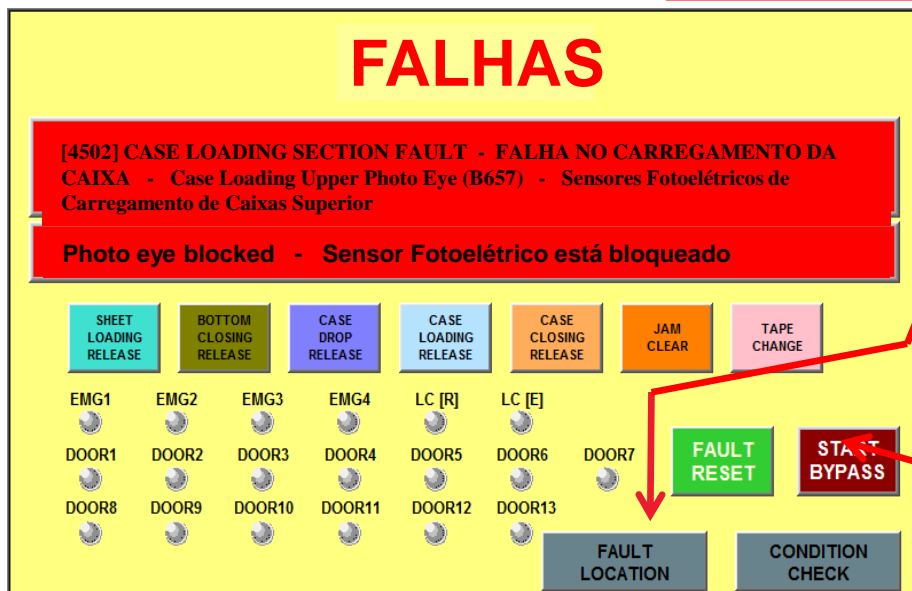 FALHAS
[4502] CASE LOADING SECTION FAULT - FALHA NO CARREGAMENTO DA
CAIXA - Case Loading Upper Photo Eye (B657) - Sensores Fotoelétricos de
Carregamento de Caixas Superior
Photo eye blocked - Sensor Fotoelétrico está bloqueado
SHEET
LOADING
RELEASE
BOTTOM
CLOSING
RELEASE
CASE
DROP
RELEASE
CASE
LOADING
RELEASE
CASE
CLOSING
RELEASE
JAM
CLEAR
TAPE
CHANGE
EMG1 EMG2 EMG3 EMG4 LC [R] LC [E]
DOOR1 DOOR2 DOOR3 DOOR4 DOOR5 DOOR6 DOOR7
DOOR8 DOOR9 DOOR10 DOOR11 DOOR12 DOOR13
FAULT
RESET
START
BYPASS
FAULT
LOCATION
CONDITION
CHECK